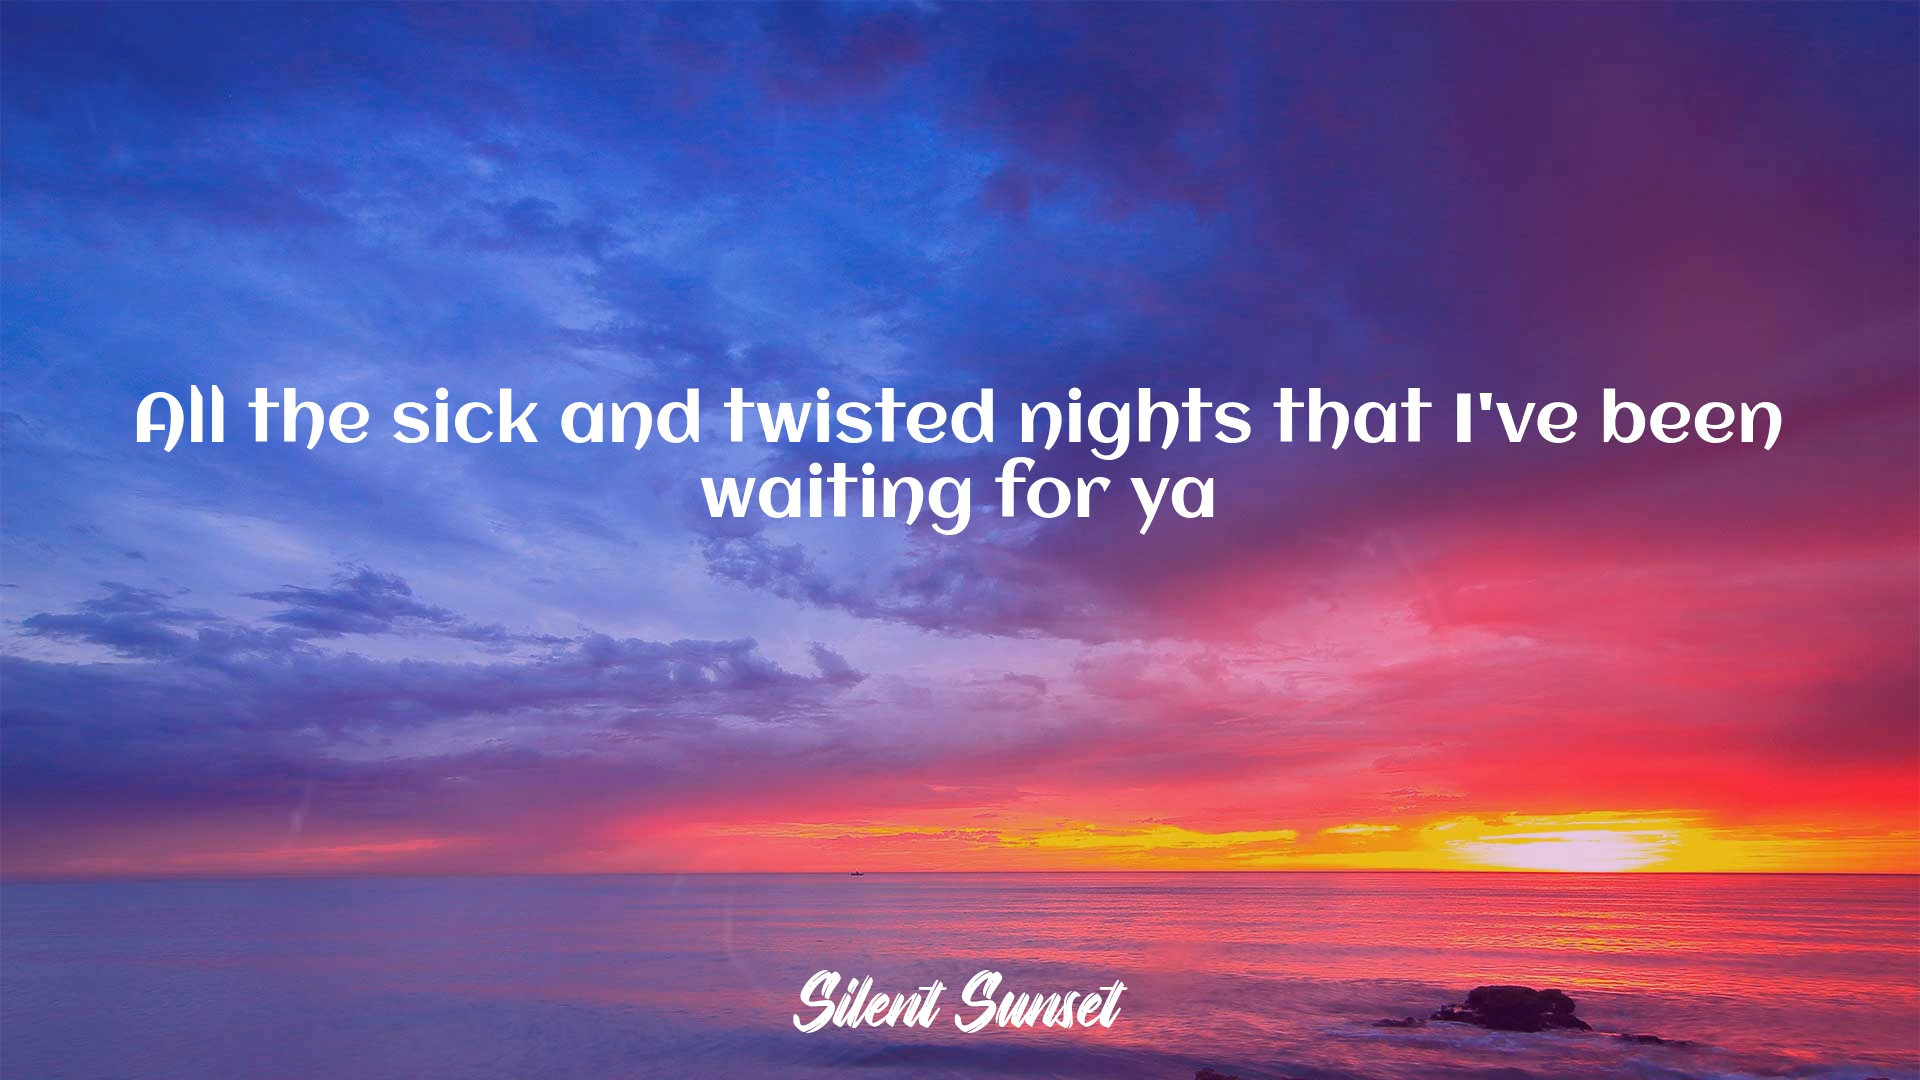 All the sick and twisted nights that I've been
waiting for ya
Silent Sunset